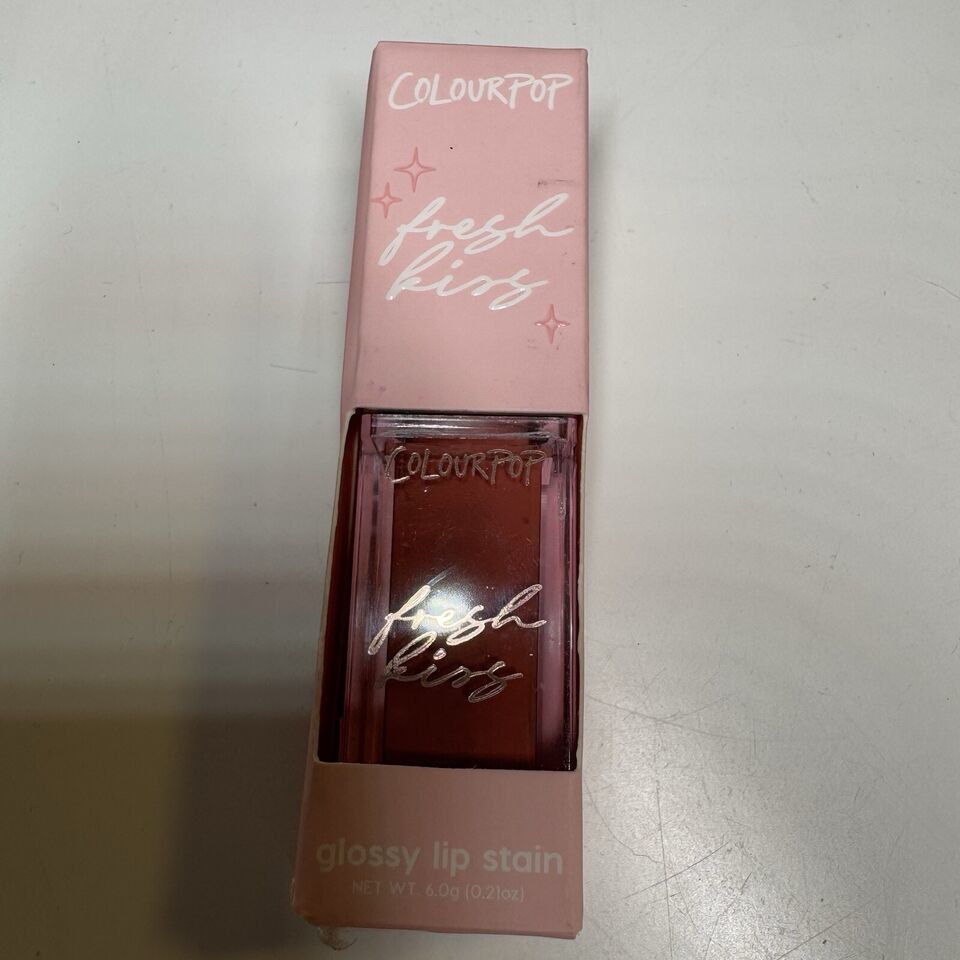 COLOURPOP
fresh
kiss
COLOURPOP
fresh
kiss
glossy lip stain
NET WT. 6.0g (0.21oz)